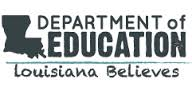 DEPARTMENT of
EDUCATION
Louisiana Believes